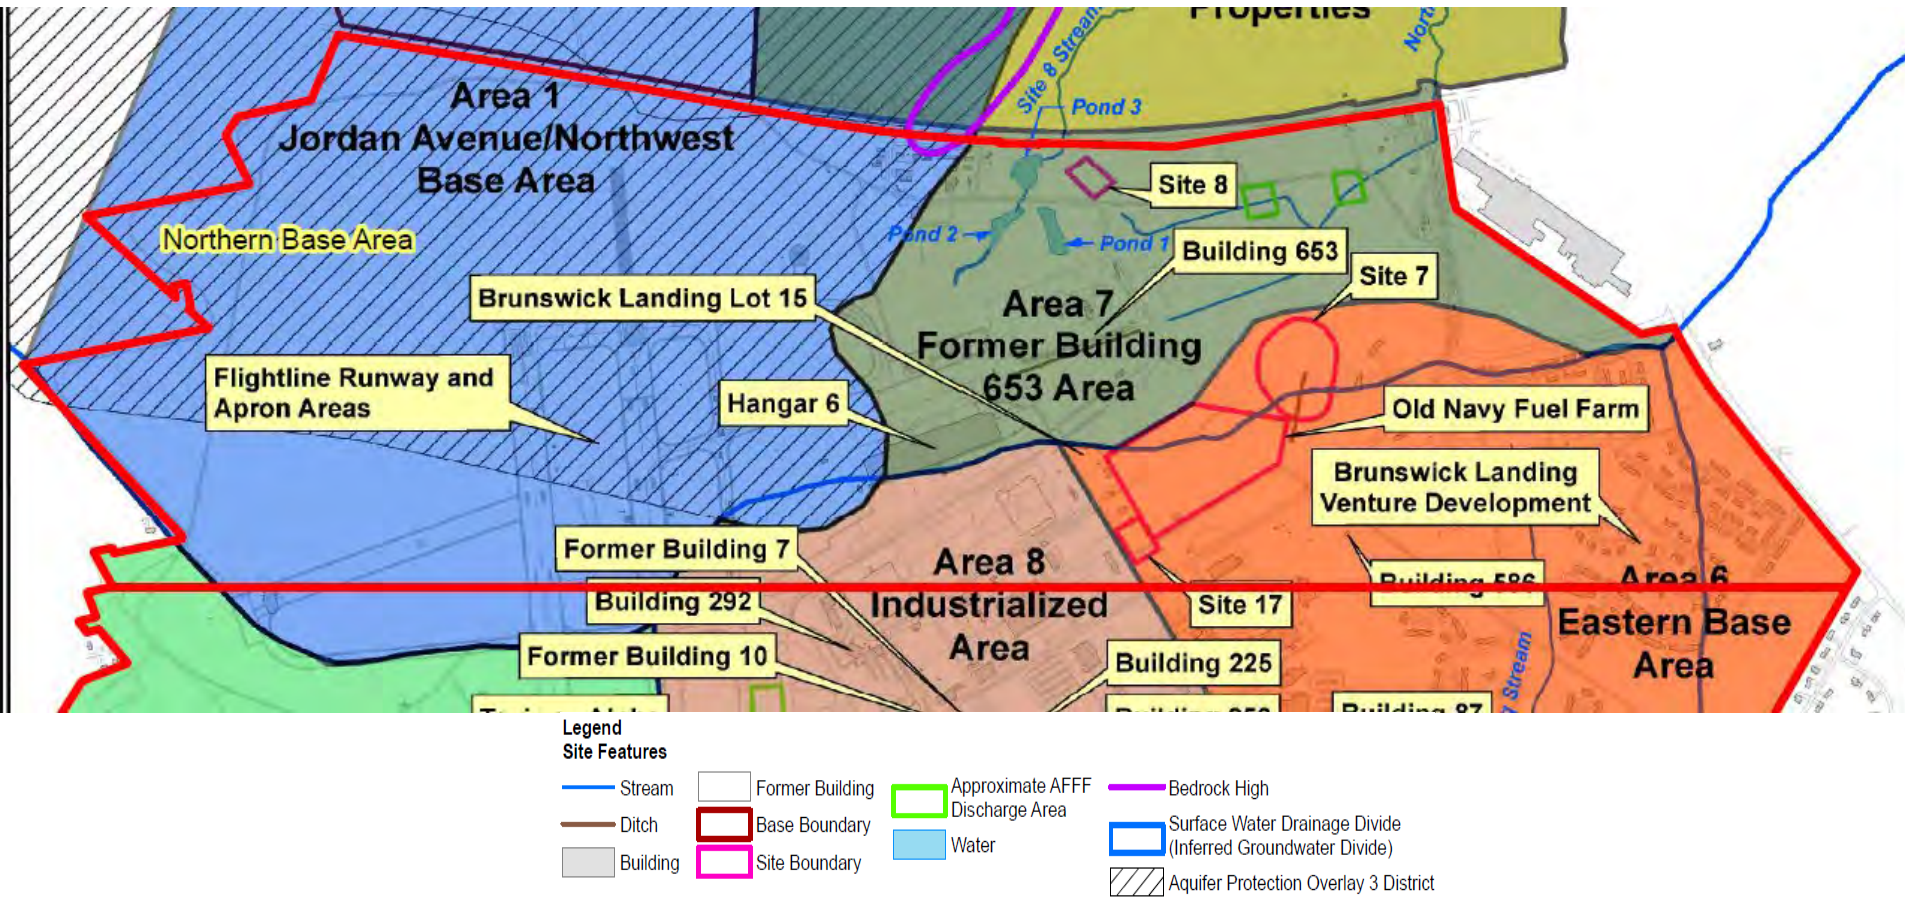 Properties
Site 8 Stream
Pond 3
Area 1
Jordan Avenue/Northwest
Base Area
Northern Base Area
Site 8
Pond 2
Pond 1
Building 653
Site 7
Brunswick Landing Lot 15
Area 7
Former Building
653 Area
Flightline Runway and
Apron Areas
Hangar 6
Old Navy Fuel Farm
Brunswick Landing
Venture Development
Former Building 7
Area 8
Industrialized
Area
Building 586
Area 6
Eastern Base
Area
Building 292
Site 17
Former Building 10
Building 225
Stream
Building 87
Legend
Site Features
Stream
Ditch
Building
Former Building
Base Boundary
Site Boundary
Approximate AFFF
Discharge Area
Water
Bedrock High
Surface Water Drainage Divide
(Inferred Groundwater Divide)
Aquifer Protection Overlay 3 District